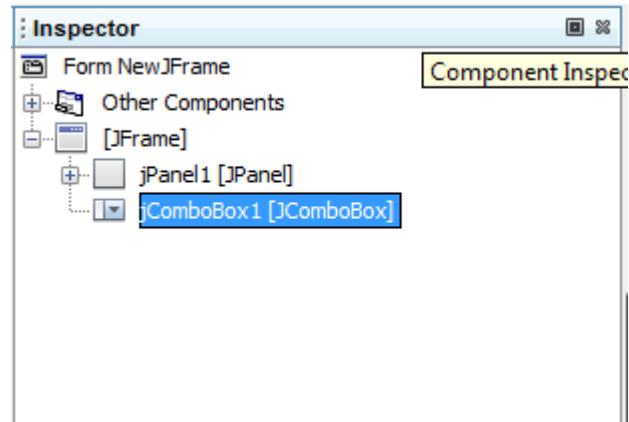 Inspector
Form NewJFrame
Component Inspec
Other Components
[JFrame]
jPanel1 [JPanel]
jComboBox1 [JComboBox]